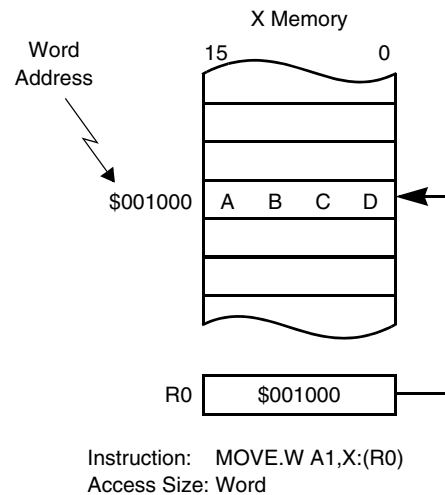 X Memory
Word
Address
15 0
$001000 A B C D
R0 $001000
Instruction: MOVE.W A1,X:(R0)
Access Size: Word